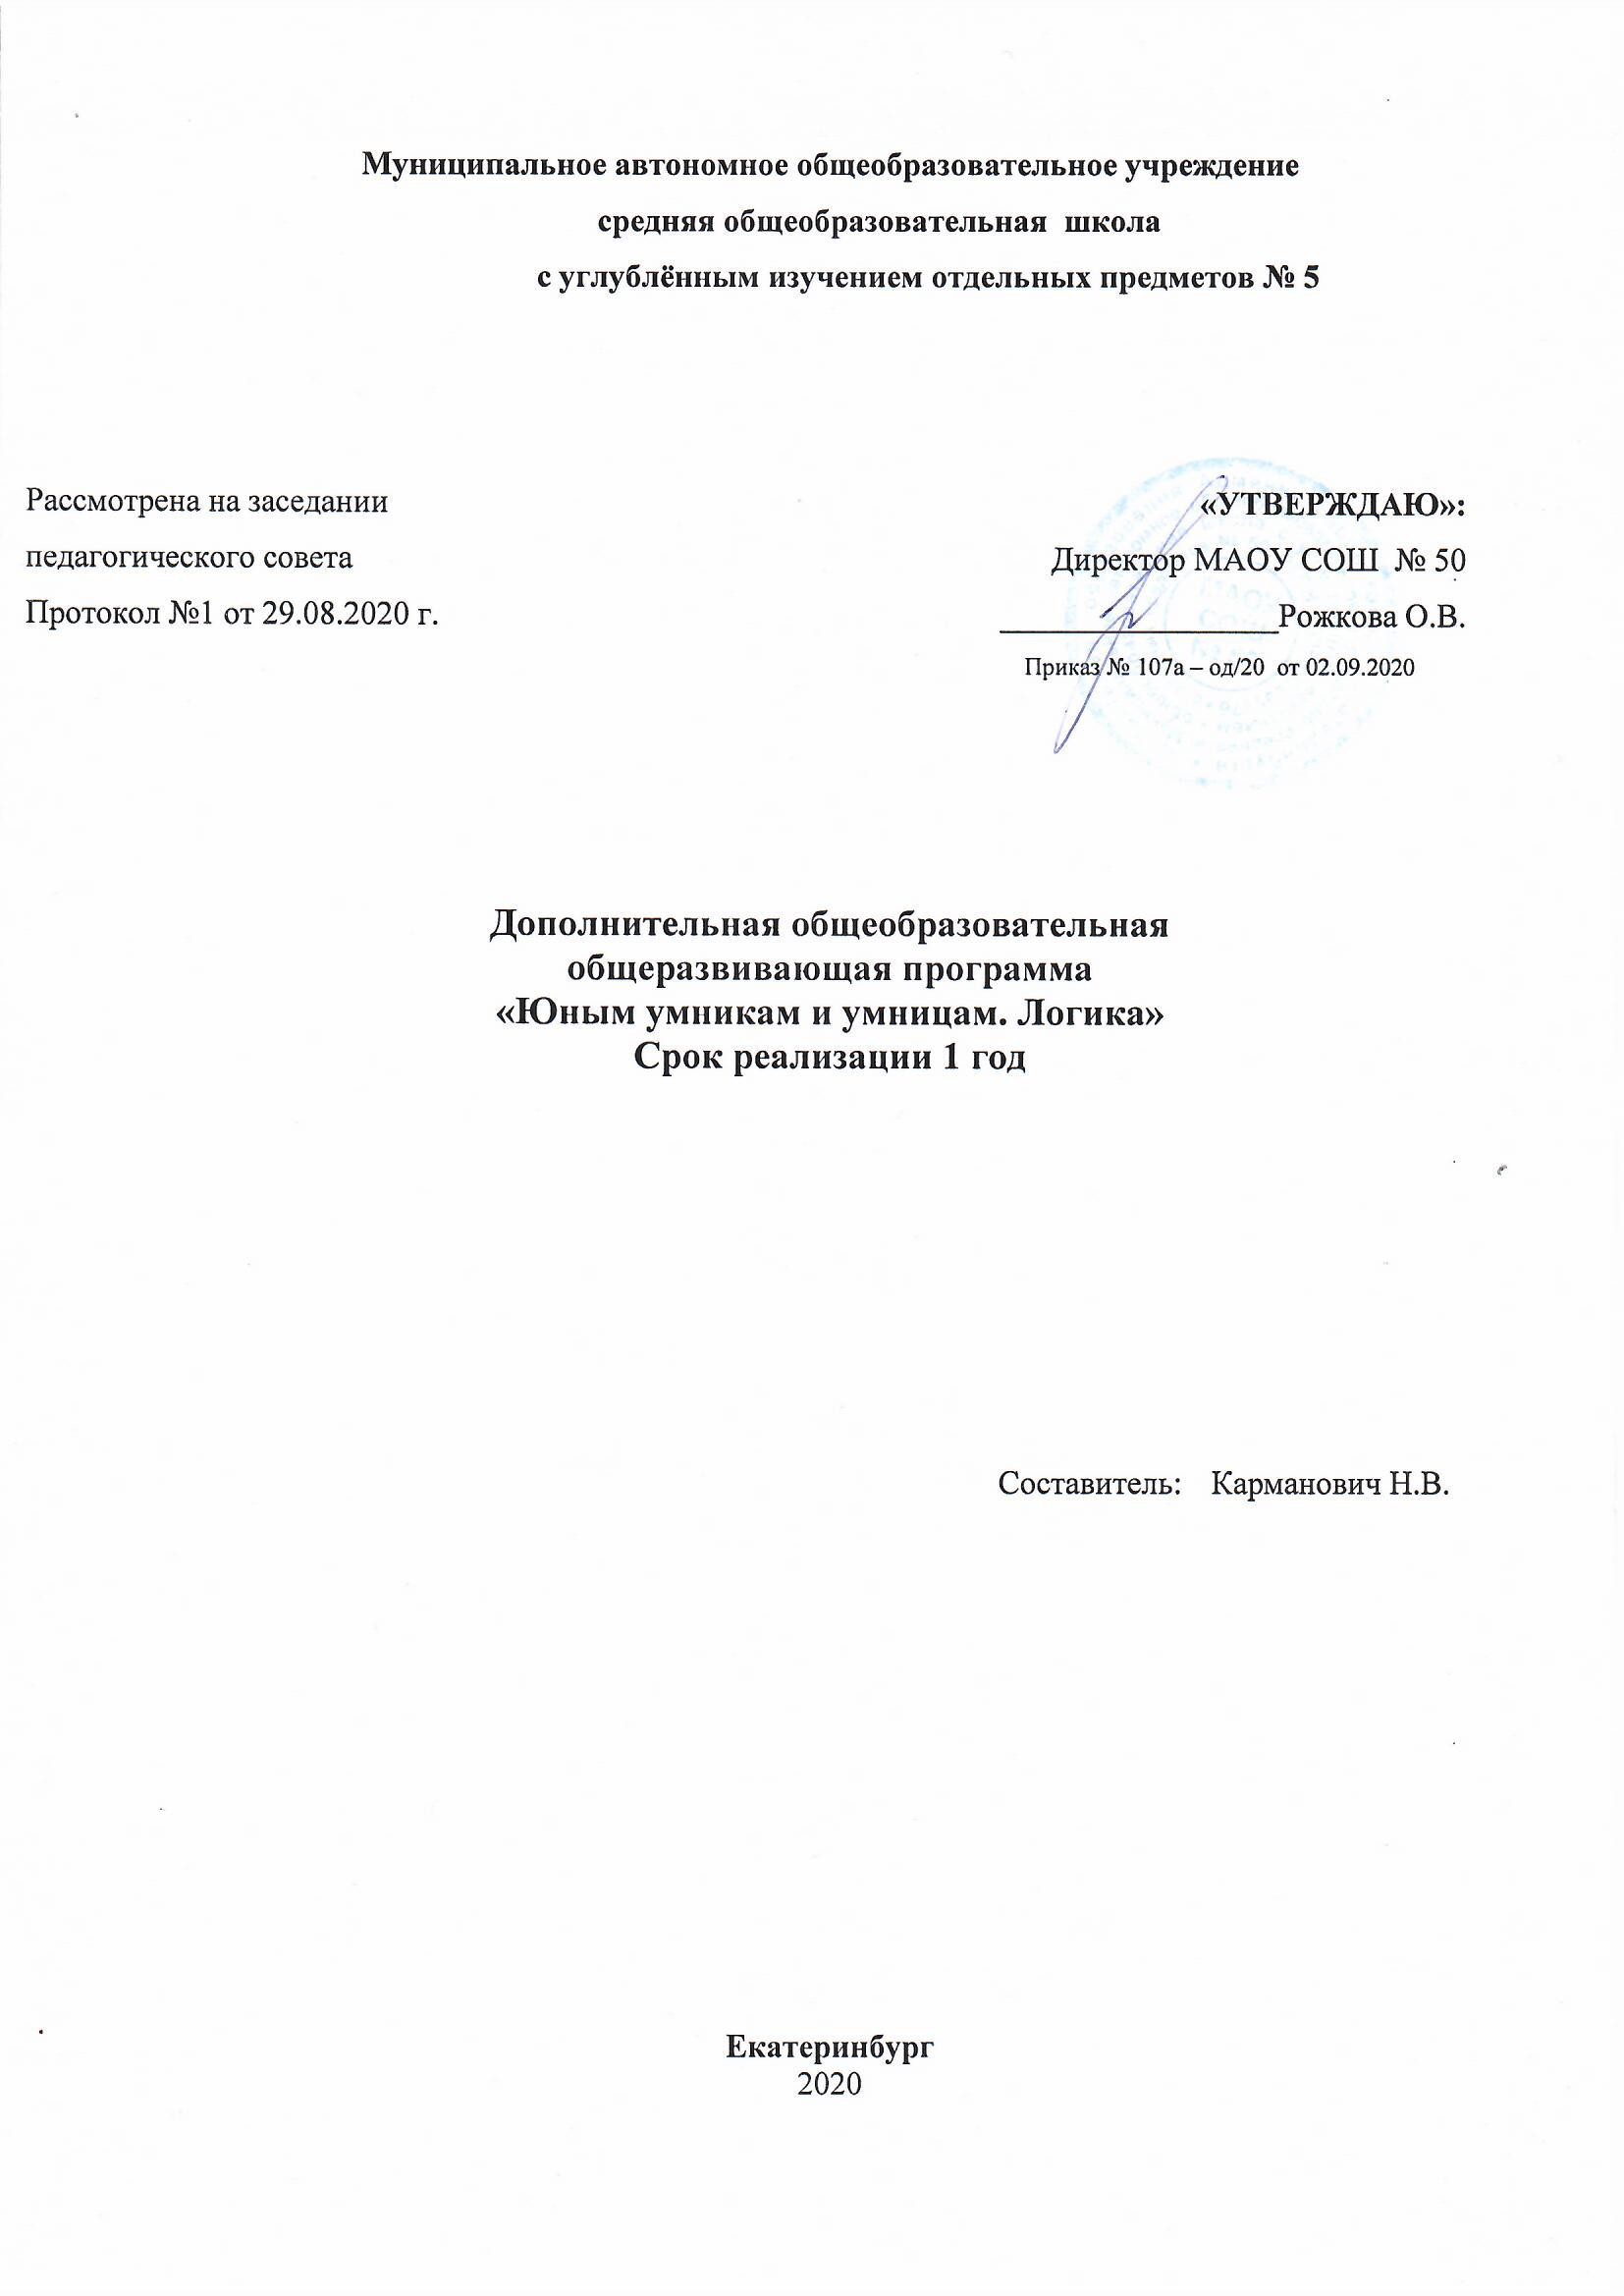 Муниципальное автономное общеобразовательное учреждение
средняя общеобразовательная школа
с углублённым изучением отдельных предметов № 5
Рассмотрена на заседании
педагогического совета
Протокол №1 от 29.08.2020 г.
«УТВЕРЖДАЮ»:
Директор МАОУ СОШ № 50
Рожкова О.В.
Приказ № 107а – од/20 от 02.09.2020
Дополнительная общеобразовательная
общеразвивающая программа
«Юным умникам и умницам. Логика»
Срок реализации 1 год
Составитель: Карманович Н.В.
Екатеринбург
2020